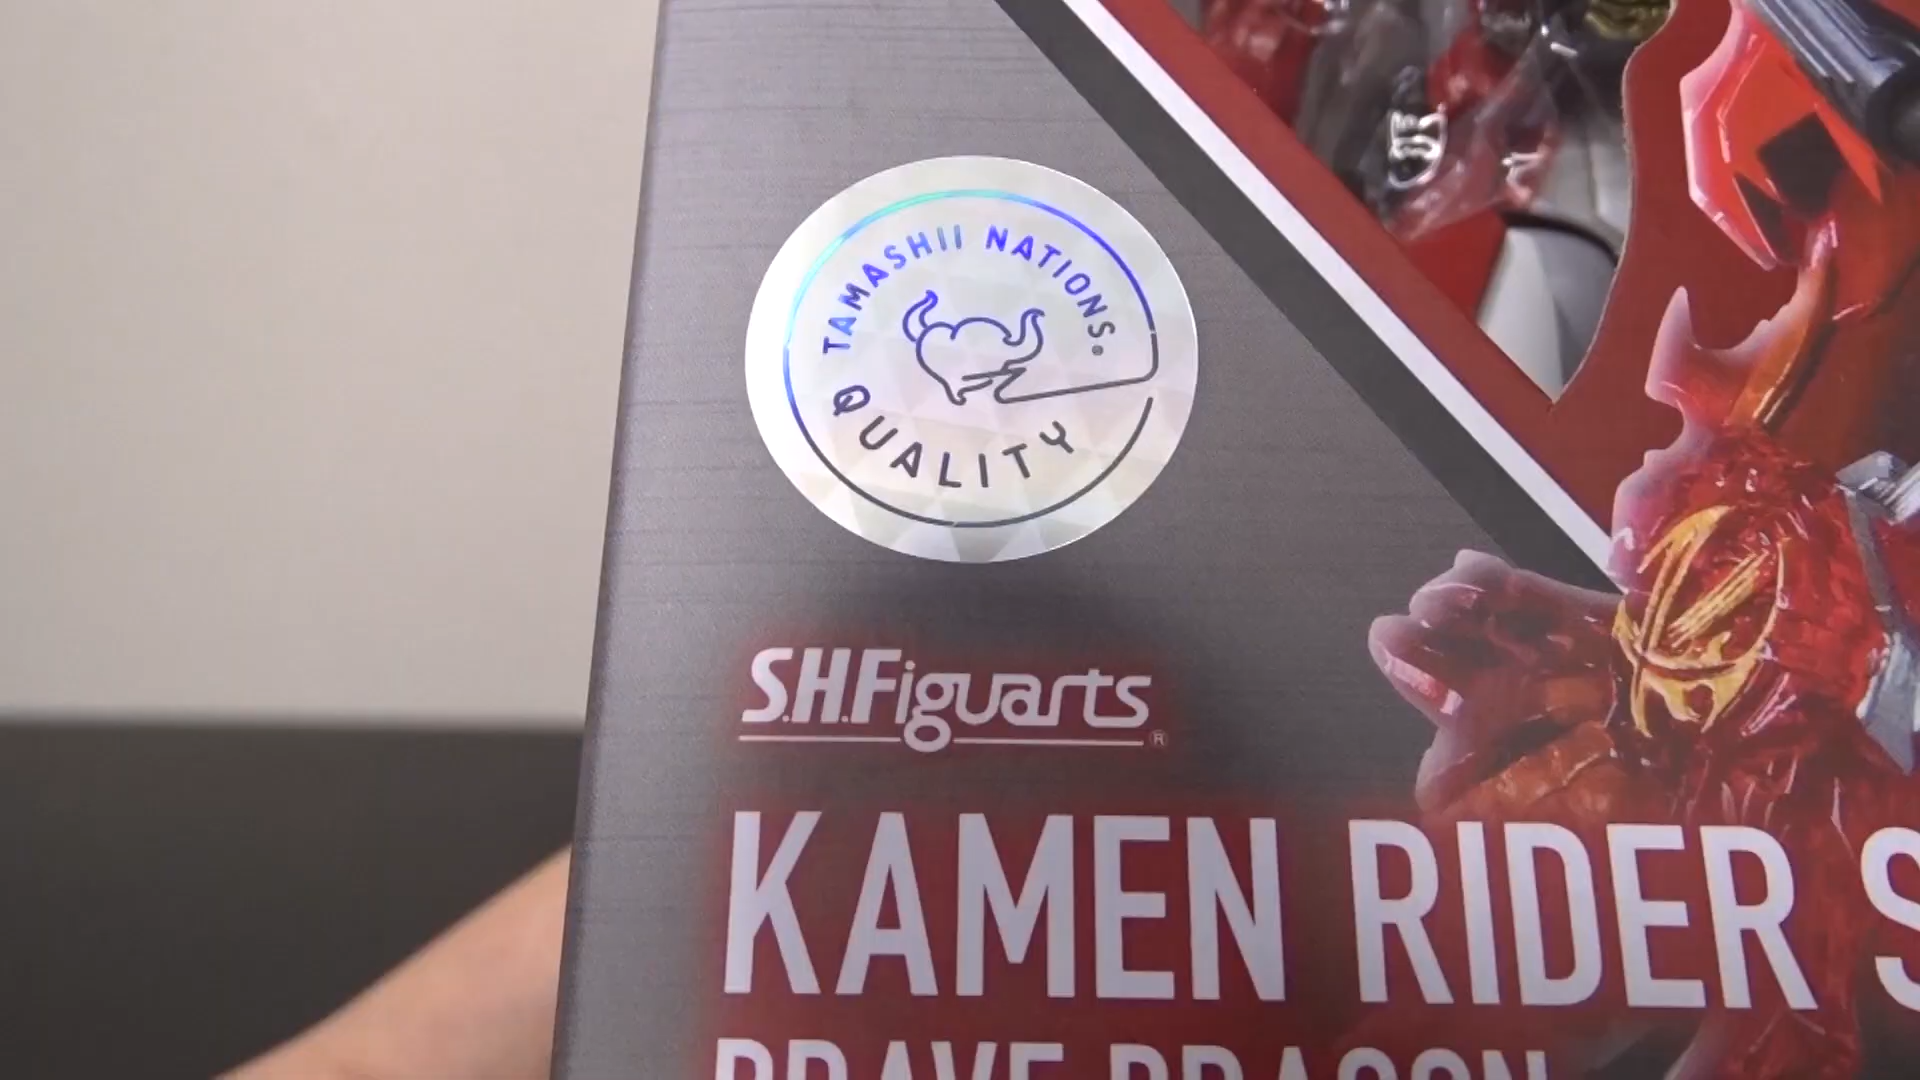 TAMASHII NATIONS.
QUALITY
S.H.Figuarts®
KAMEN RIDER S
BRAVE DRAGON